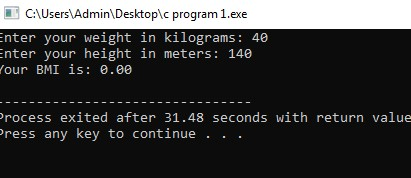 C:\Users\Admin\Desktop\c program 1.exe
Enter your weight in kilograms: 40
Enter your height in meters: 140
Your BMI is: 0.00
--------------------------------
Process exited after 31.48 seconds with return value
Press any key to continue . . .